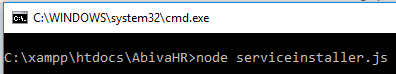 C:\WINDOWS\system32\cmd.exe
C:\xampp\htdocs\AbivaHR>node serviceinstaller.js